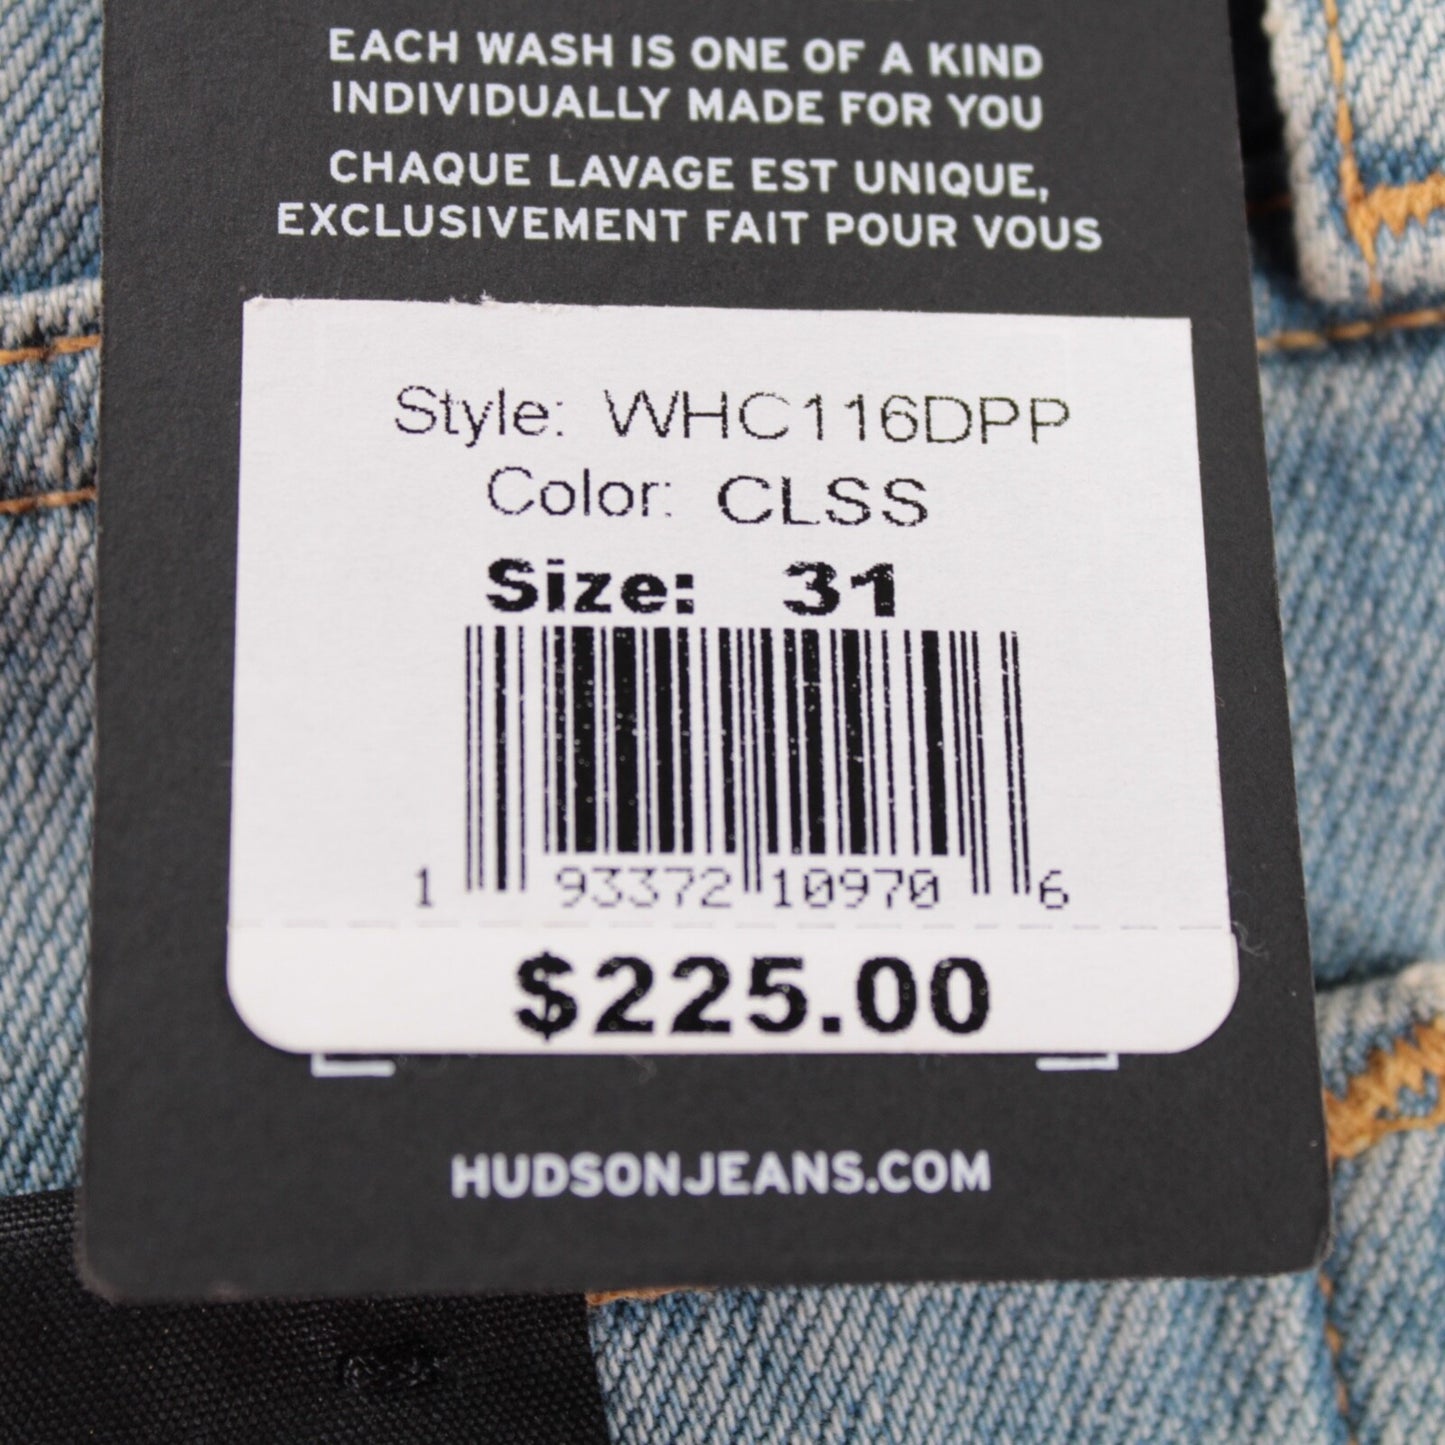 EACH WASH IS ONE OF A KIND
INDIVIDUALLY MADE FOR YOU
CHAQUE LAVAGE EST UNIQUE,
EXCLUSIVEMENT FAIT POUR VOUS
Style: WHC116DPP
Color: CLSS
Size: 31
1 93372 10970 6
$225.00
HUDSONJEANS.COM